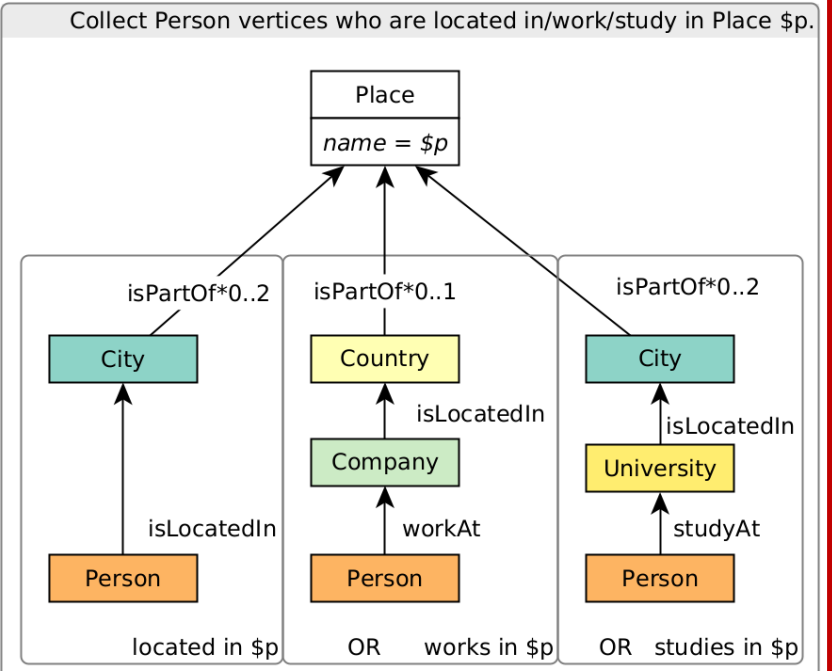 Collect Person vertices who are located in/work/study in Place $p.
Place
name = $p
isPartOf*0..2
isPartOf*0..1
isPartOf*0..2
City
Country
City
isLocatedIn
isLocatedIn
Company
University
isLocatedIn
workAt
studyAt
Person
Person
Person
located in $p
OR works in $p
OR studies in $p